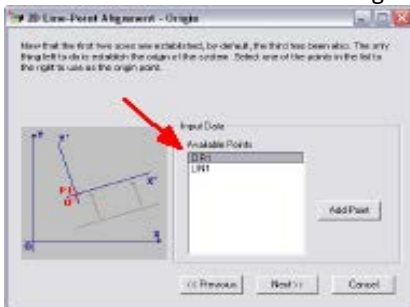 2D Line-Point Alignment - Origin
Now that the first two axes are established, by default, the third has been also. The only
thing left to do is establish the origin of the system. Select one of the points in the list to
the right to use as the origin point.
Input Data
Available Points
CIR1
LIN1
Add Point
Y
Y'
X'
P1
O'
X
<< Previous
Next >>
Cancel